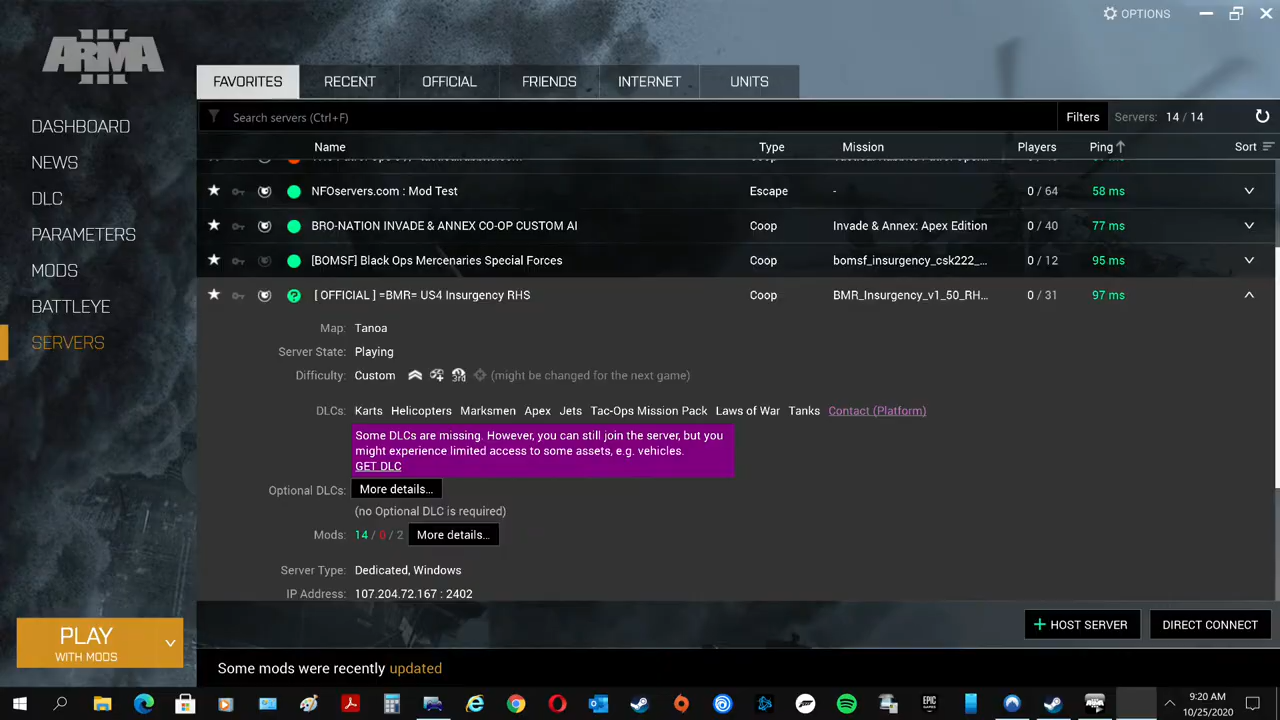 OPTIONS
ARMA III
FAVORITES RECENT OFFICIAL FRIENDS INTERNET UNITS
Search servers (Ctrl+F) Filters Servers: 14 / 14
Name Type Mission Players Ping Sort
NFOservers.com : Mod Test Escape - 0 / 64 58 ms
BRO-NATION INVADE & ANNEX CO-OP CUSTOM AI Coop Invade & Annex: Apex Edition 0 / 40 77 ms
[BOMSF] Black Ops Mercenaries Special Forces Coop bomsf_insurgency_csk222_... 0 / 12 95 ms
[ OFFICIAL ] =BMR= US4 Insurgency RHS Coop BMR_Insurgency_v1_50_RH... 0 / 31 97 ms
Map: Tanoa
Server State: Playing
Difficulty: Custom 3rd (might be changed for the next game)
DLCs: Karts Helicopters Marksmen Apex Jets Tac-Ops Mission Pack Laws of War Tanks Contact (Platform)
Some DLCs are missing. However, you can still join the server, but you
might experience limited access to some assets, e.g. vehicles.
GET DLC
Optional DLCs: More details...
(no Optional DLC is required)
Mods: 14 / 0 / 2 More details...
Server Type: Dedicated, Windows
IP Address: 107.204.72.167 : 2402
DASHBOARD
NEWS
DLC
PARAMETERS
MODS
BATTLEYE
SERVERS
PLAY
WITH MODS
HOST SERVER DIRECT CONNECT
Some mods were recently updated
EPIC GAMES
9:20 AM
10/25/2020